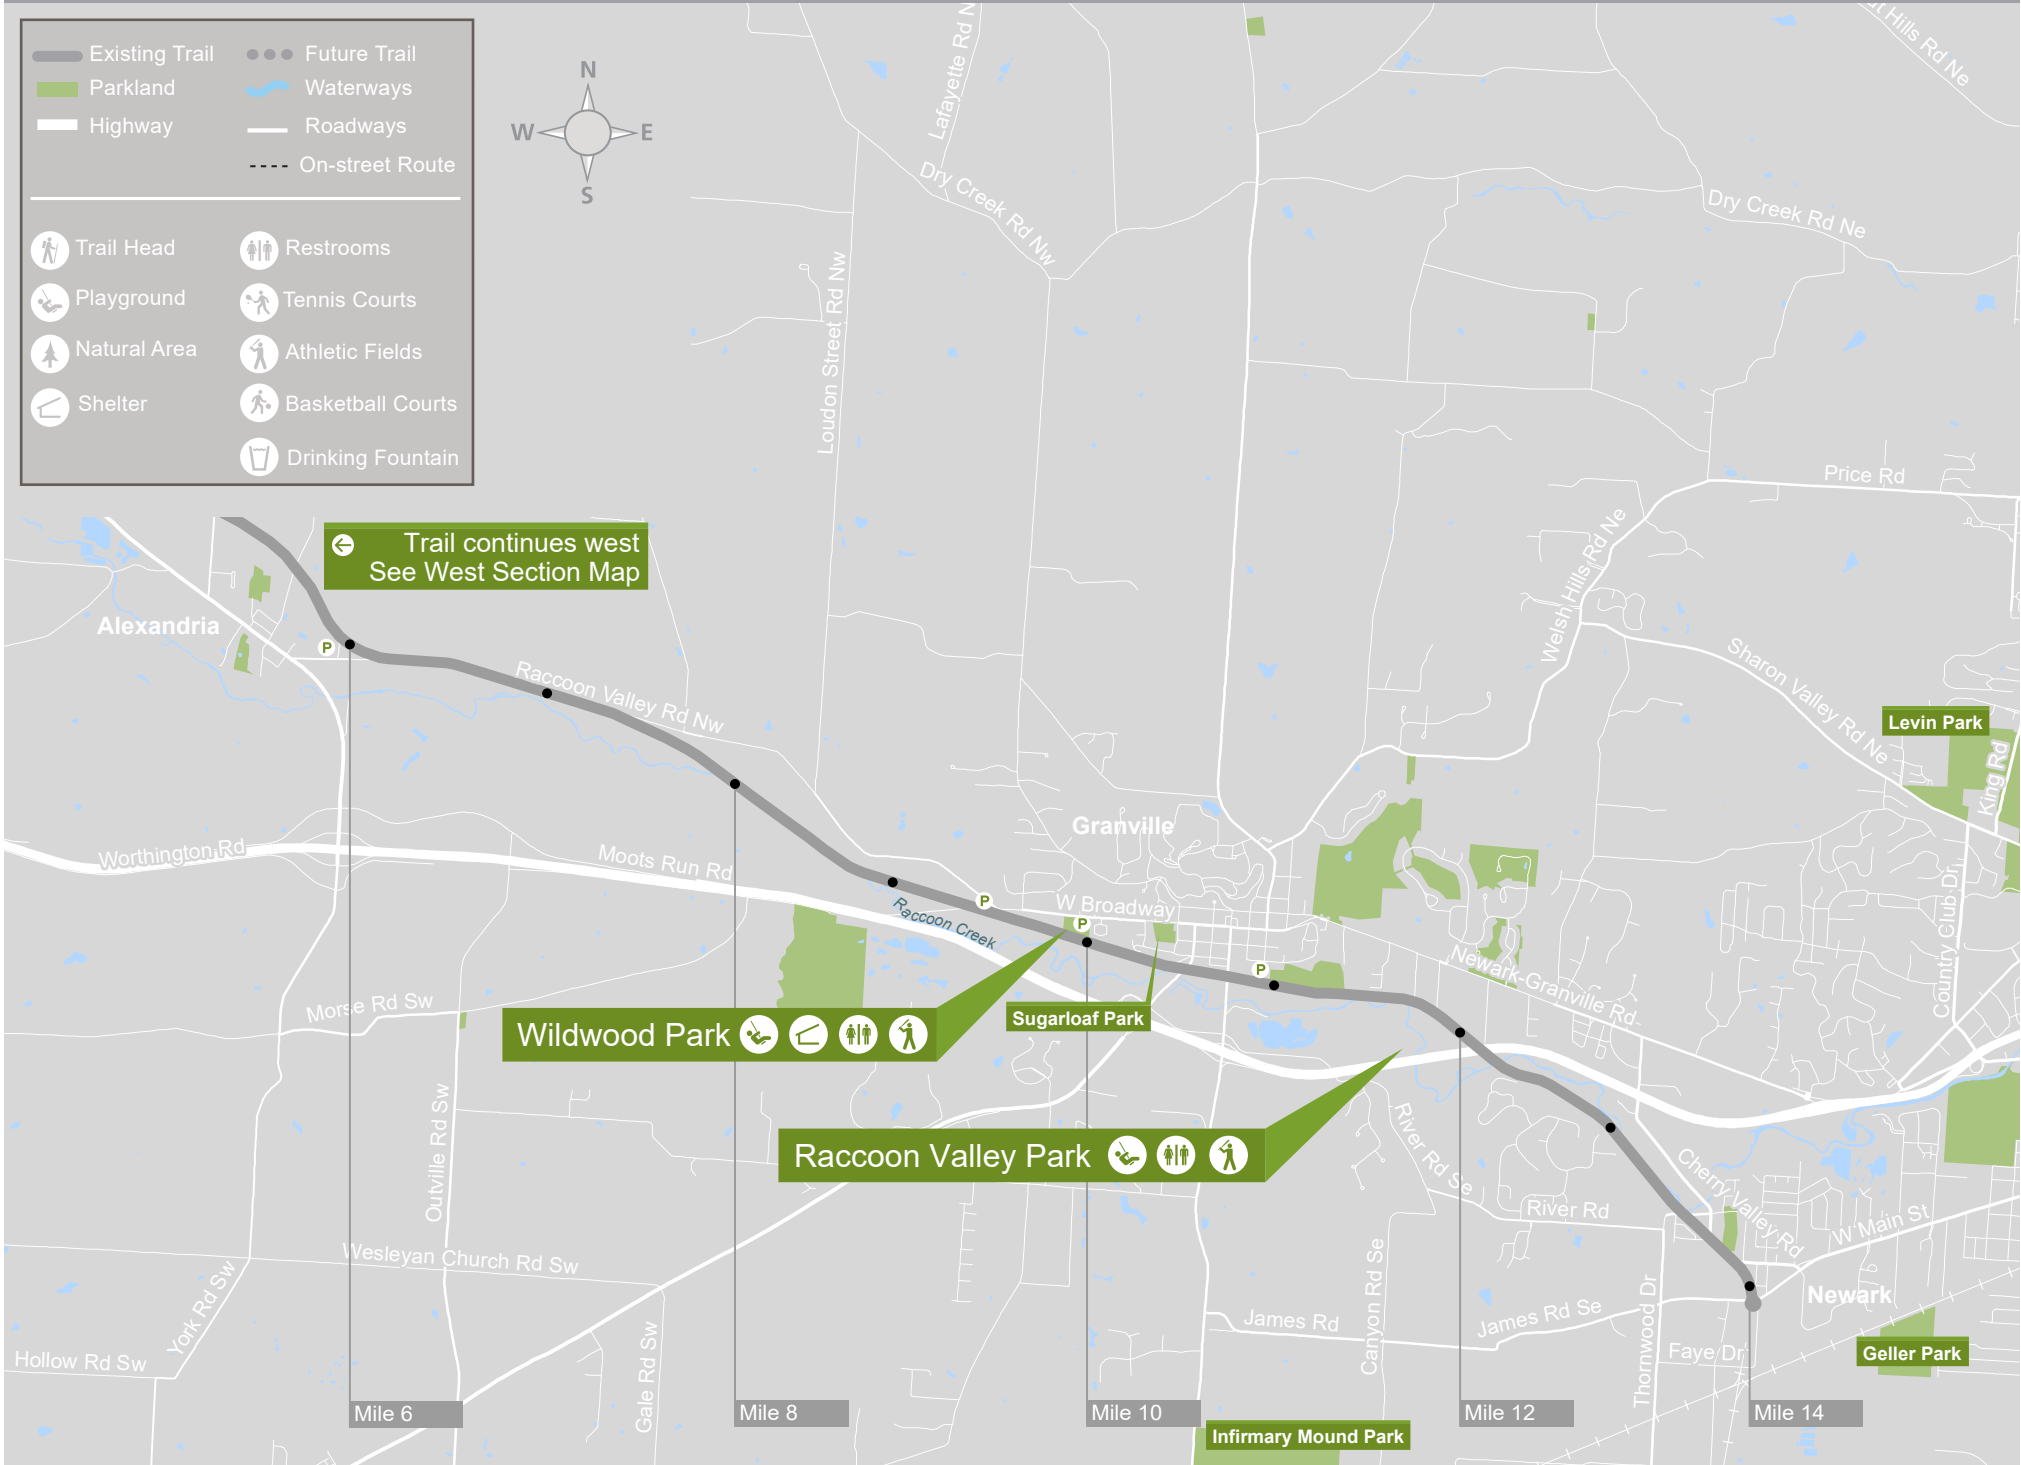 Existing Trail
Future Trail
Parkland
Waterways
Highway
Roadways
On-street Route
Trail Head
Restrooms
Playground
Tennis Courts
Natural Area
Athletic Fields
Shelter
Basketball Courts
Drinking Fountain
N
W
E
S
Lafayette Rd N
Hills Rd Ne
Dry Creek Rd Nw
Dry Creek Rd Ne
Loudon Street Rd Nw
Price Rd
Welsh Hills Rd Ne
Sharon Valley Rd Ne
Trail continues west
See West Section Map
Alexandria
P
Raccoon Valley Rd Nw
Levin Park
King Rd
Granville
Worthington Rd
Moots Run Rd
Raccoon Creek
P
W Broadway
P
P
Newark-Granville Rd
Country Club Dr
Morse Rd Sw
Wildwood Park
Sugarloaf Park
Outville Rd Sw
Raccoon Valley Park
River Rd Se
River Rd
Cherry Valley Rd
W Main St
Wesleyan Church Rd Sw
York Rd Sw
Hollow Rd Sw
Gale Rd Sw
Canyon Rd Se
James Rd
James Rd Se
Thornwood Dr
Faye Dr
Newark
Geller Park
Mile 6
Mile 8
Mile 10
Mile 12
Mile 14
Infirmary Mound Park